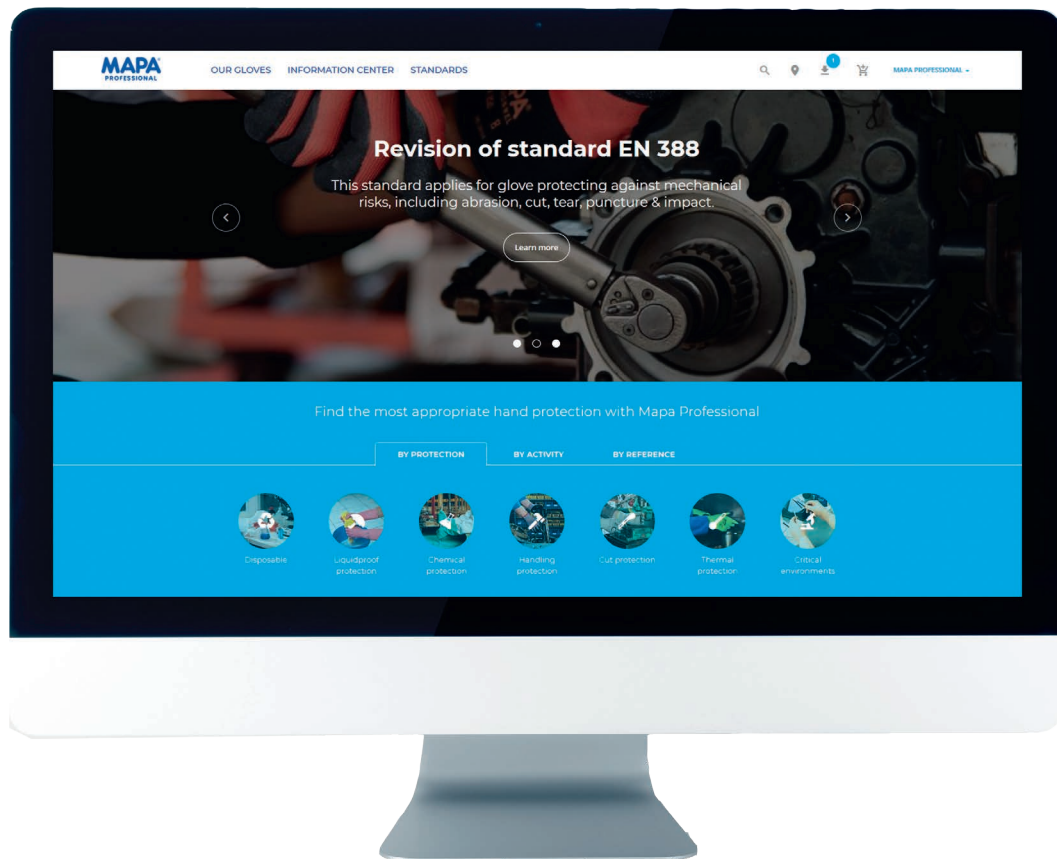 MAPA
PROFESSIONAL
OUR GLOVES INFORMATION CENTER STANDARDS
1
MAPA PROFESSIONAL
Revision of standard EN 388
This standard applies for glove protecting against mechanical
risks, including abrasion, cut, tear, puncture & impact.
Learn more
Find the most appropriate hand protection with Mapa Professional
BY PROTECTION BY ACTIVITY BY REFERENCE
Disposable
Liquidproof
protection
Chemical
protection
Handling
protection
Cut protection
Thermal
protection
Critical
environments